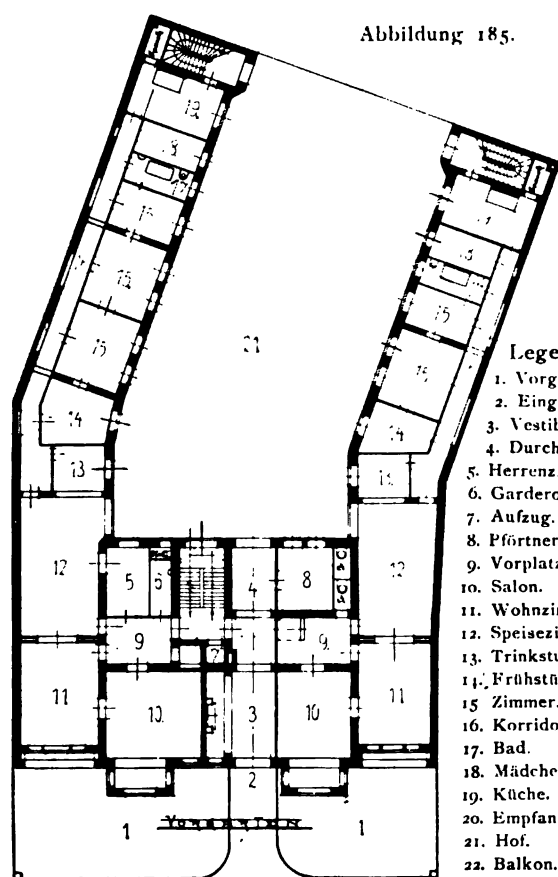 Abbildung 185.
19.
18.
17.
16.
15.
15.
14
13
12
11
21
18
15
15.
14
12
11
5
6
4
8
9
9.
7
10.
3
10
2
1
1
Lege
1. Vorg
2. Eing
3. Vestib
4. Durch
5. Herrenz
6. Gardero
7. Aufzug.
8. Pförtner
9. Vorplatz
10. Salon.
11. Wohnzin
12. Speisezi
13. Trinkstu
14. Frühstü
15 Zimmer.
16. Korrido
17. Bad.
18. Mädche
19. Küche.
20. Empfan
21. Hof.
22. Balkon.